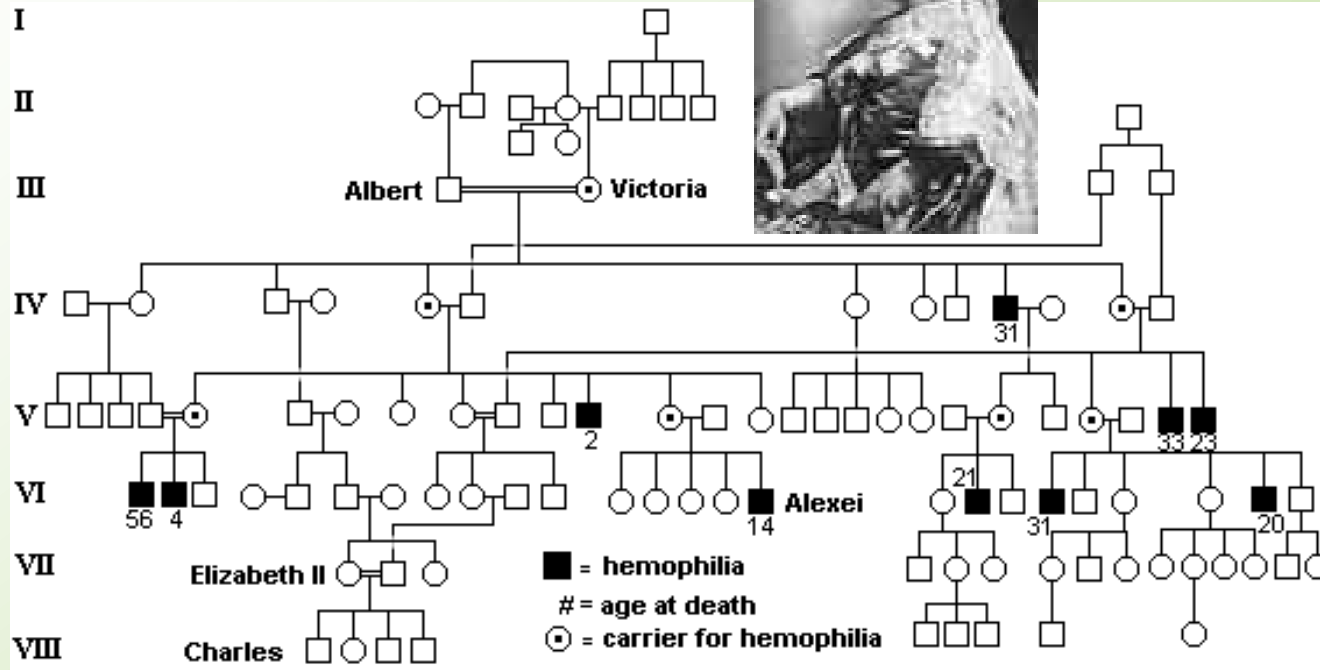 I
II
III
Albert
Victoria
IV
31
V
2
33 23
VI
56 4
14
Alexei
21
31
20
VII
Elizabeth II
= hemophilia
# = age at death
= carrier for hemophilia
VIII
Charles